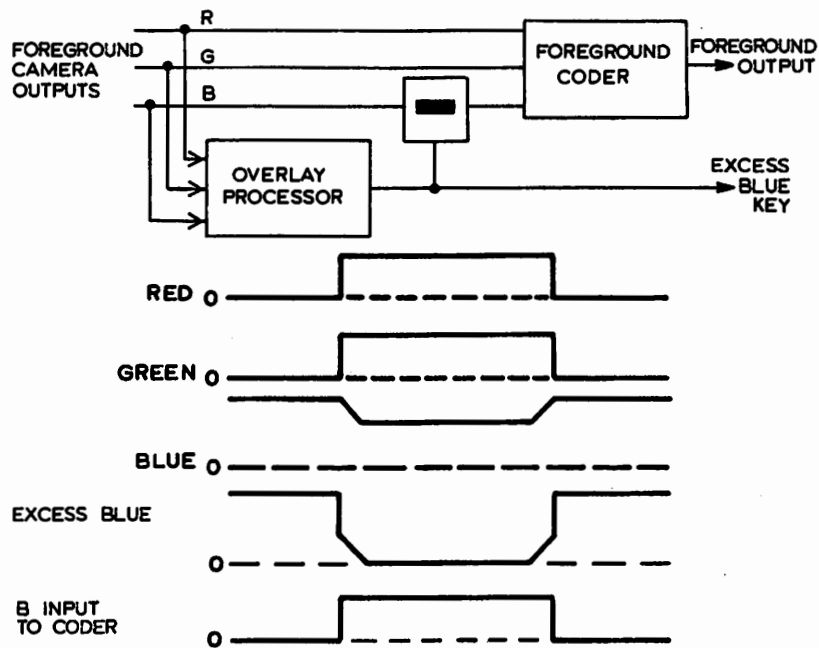 R
FOREGROUND
CAMERA
OUTPUTS
G
B
FOREGROUND
CODER
FOREGROUND
OUTPUT
OVERLAY
PROCESSOR
EXCESS
BLUE
KEY
RED 0
GREEN 0
BLUE 0
EXCESS BLUE
0
B INPUT
TO CODER
0